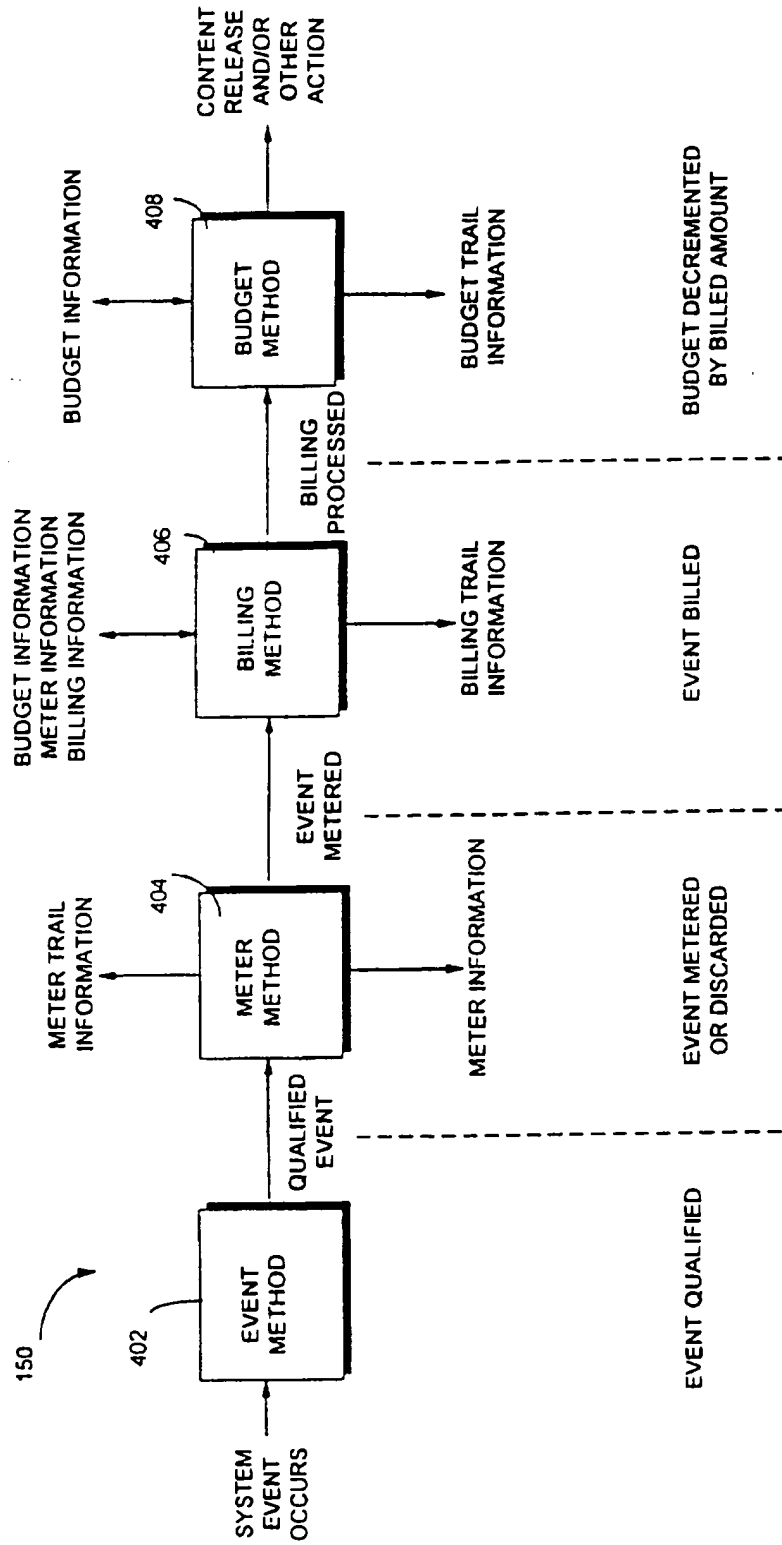 150
SYSTEM
EVENT
OCCURS
402
EVENT
METHOD
QUALIFIED
EVENT
EVENT QUALIFIED
METER TRAIL
INFORMATION
404
METER
METHOD
EVENT
METERED
METER INFORMATION
EVENT METERED
OR DISCARDED
BUDGET INFORMATION
METER INFORMATION
BILLING INFORMATION
406
BILLING
METHOD
BILLING
PROCESSED
BILLING TRAIL
INFORMATION
EVENT BILLED
BUDGET INFORMATION
408
BUDGET
METHOD
CONTENT
RELEASE
AND/OR
OTHER
ACTION
BUDGET TRAIL
INFORMATION
BUDGET DECREMENTED
BY BILLED AMOUNT